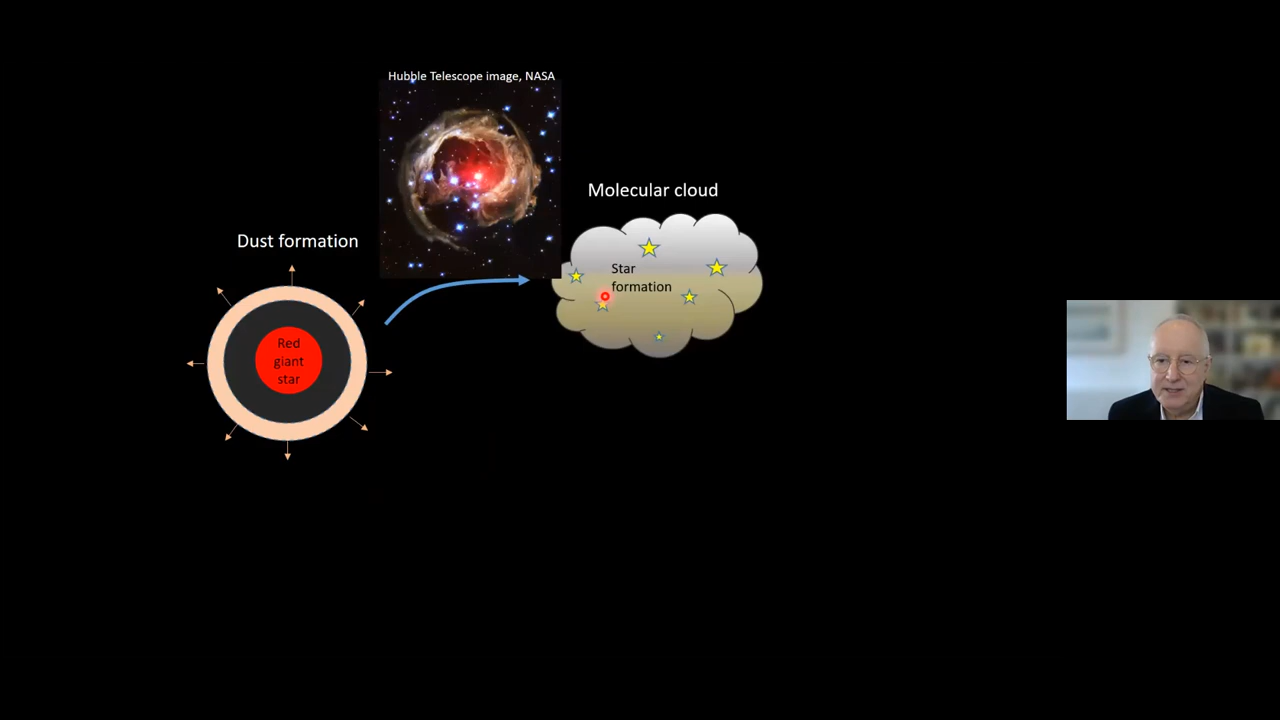 Hubble Telescope image, NASA
Molecular cloud
Dust formation
Star
formation
Red
giant
star